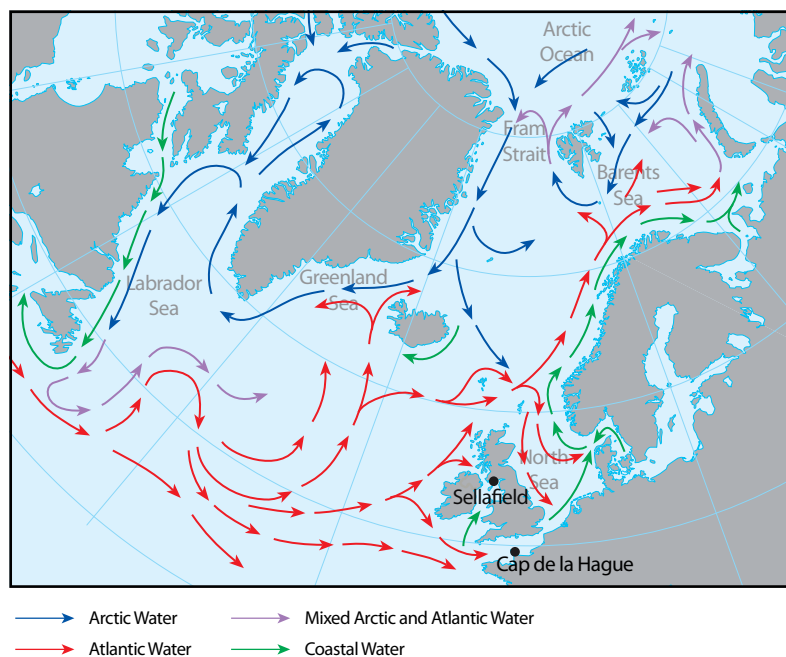 Arctic
Ocean
Fram
Strait
Barents
Sea
Labrador
Sea
Greenland
Sea
North
Sea
Sellafield
Cap de la Hague
Arctic Water
Mixed Arctic and Atlantic Water
Atlantic Water
Coastal Water